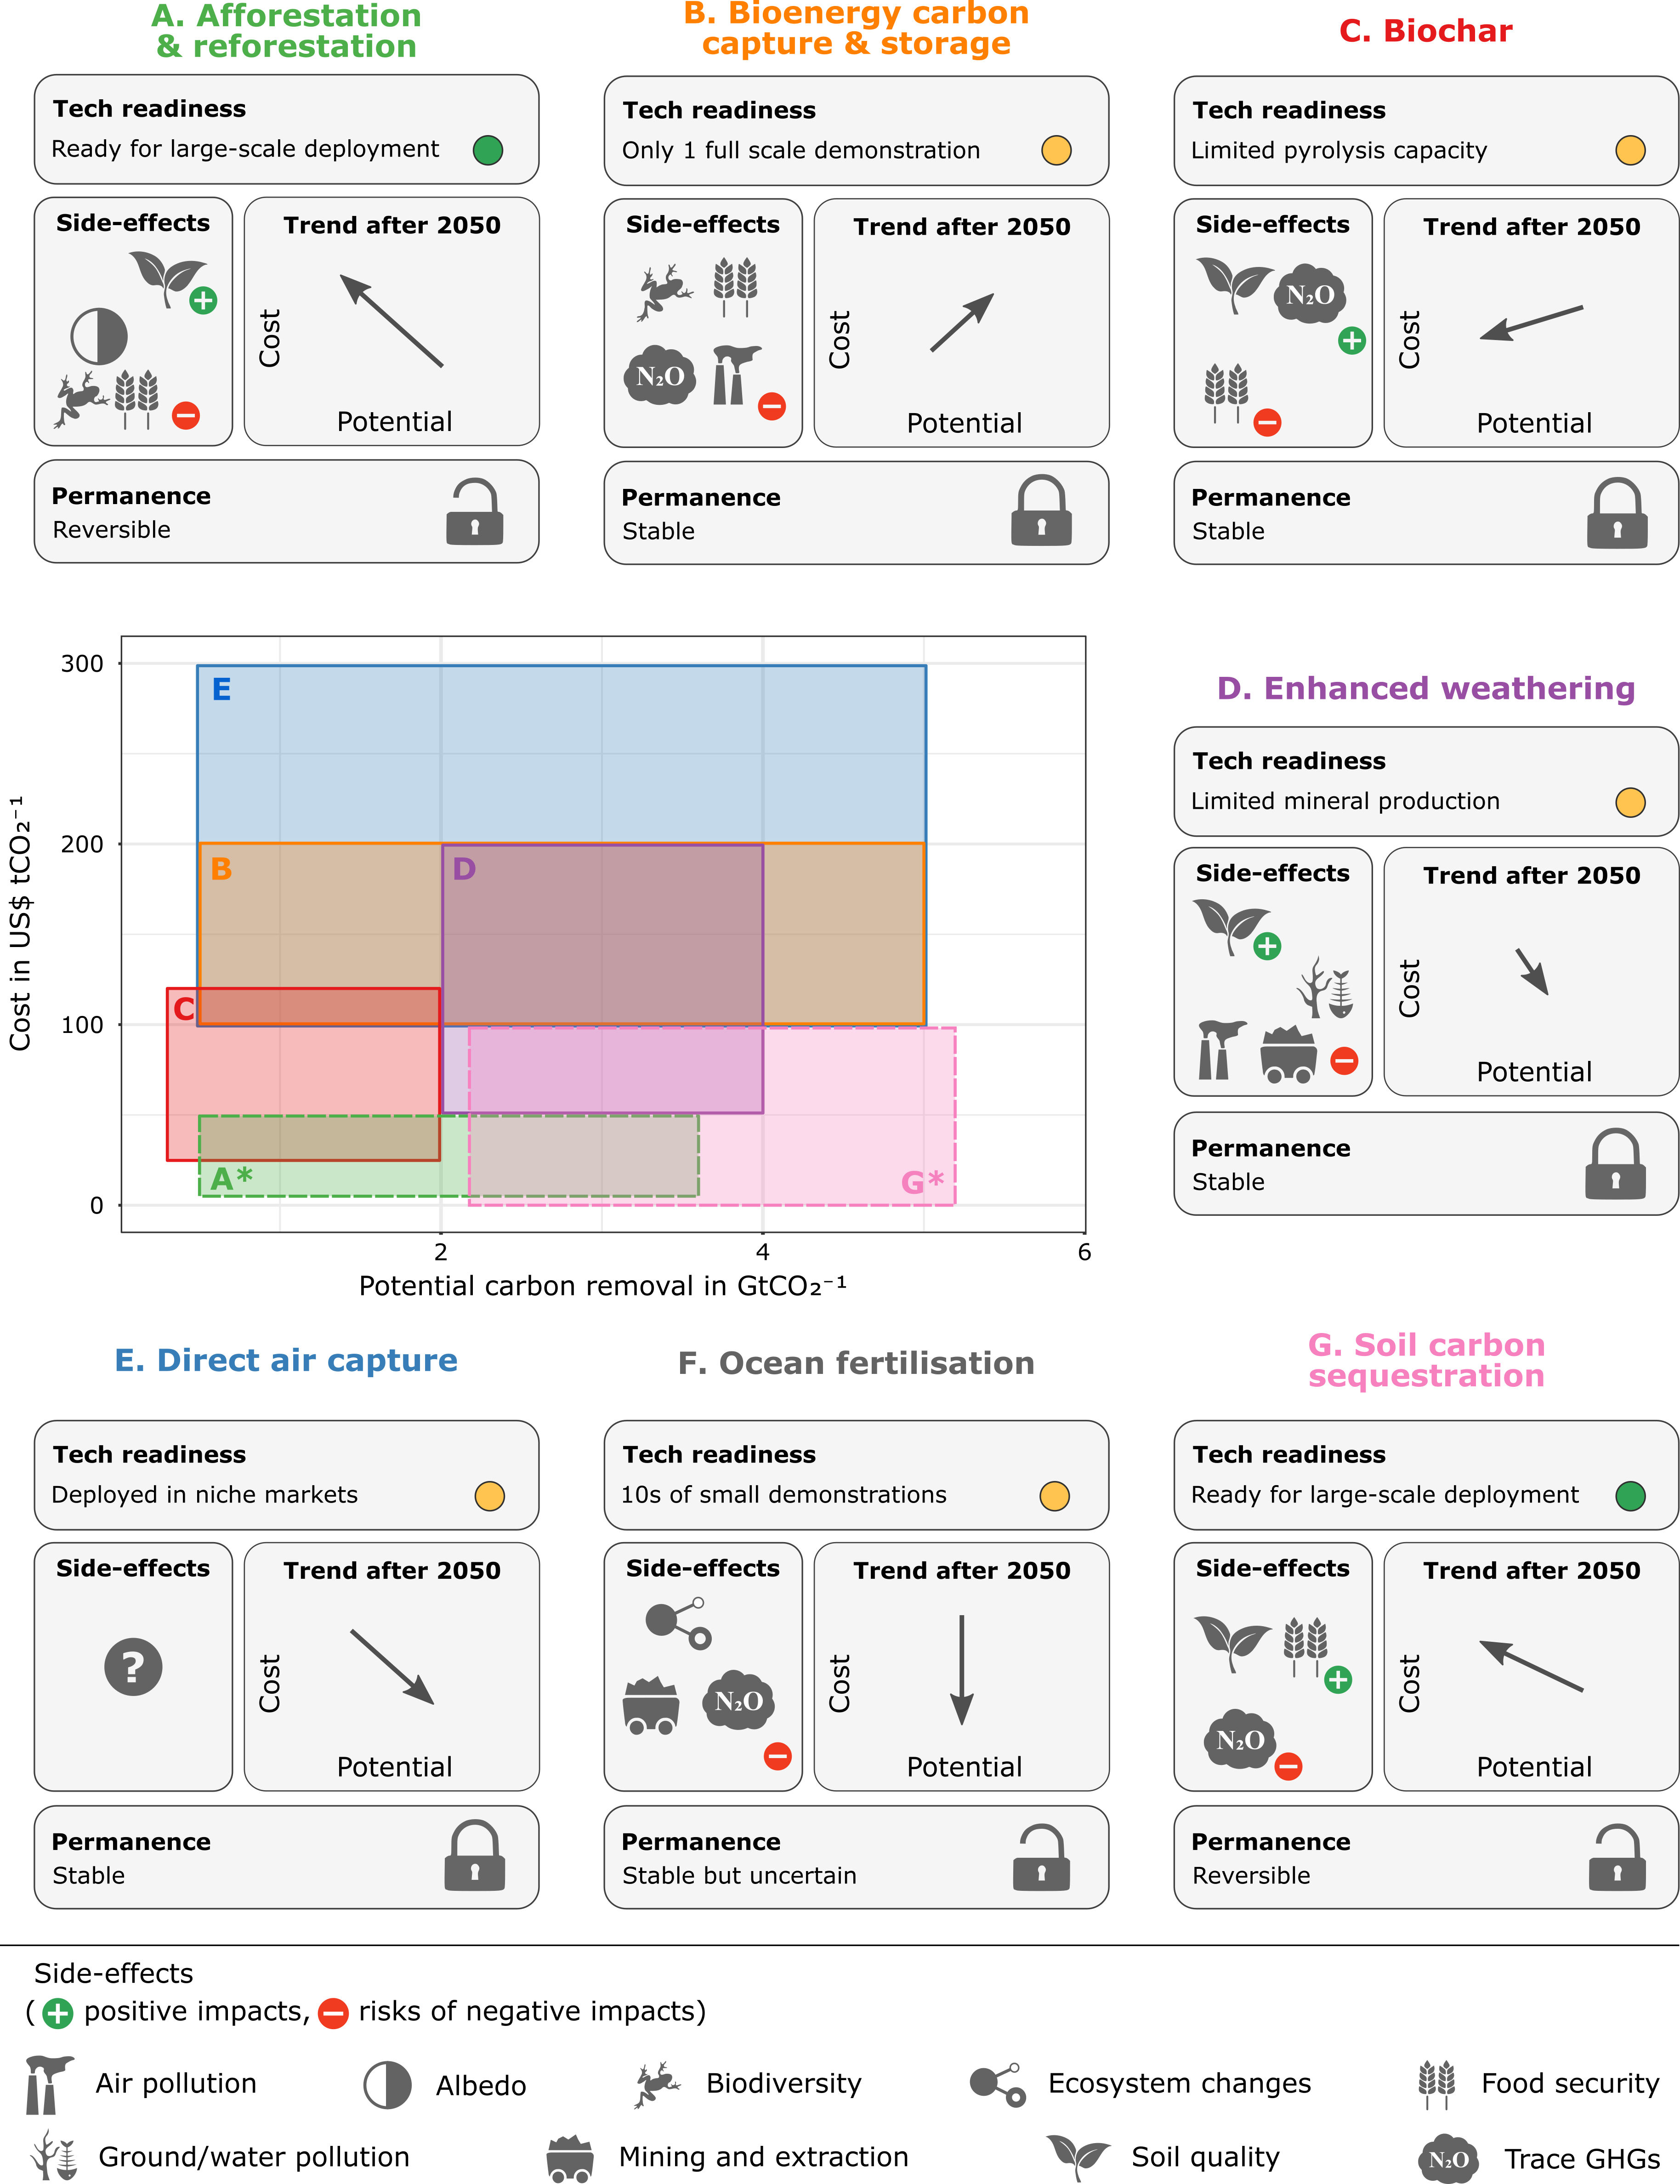 A. Afforestation
& reforestation
Tech readiness
Ready for large-scale deployment
Side-effects
Trend after 2050
Cost
Potential
Permanence
Reversible
B. Bioenergy carbon
capture & storage
Tech readiness
Only 1 full scale demonstration
Side-effects
N₂O
Trend after 2050
Cost
Potential
Permanence
Stable
C. Biochar
Tech readiness
Limited pyrolysis capacity
Side-effects
N₂O
Trend after 2050
Cost
Potential
Permanence
Stable
Cost in US$ tCO₂⁻¹
300
200
100
0
E
B
D
C
A*
G*
2
4
6
Potential carbon removal in GtCO₂⁻¹
D. Enhanced weathering
Tech readiness
Limited mineral production
Side-effects
Trend after 2050
Cost
Potential
Permanence
Stable
E. Direct air capture
Tech readiness
Deployed in niche markets
Side-effects
?
Trend after 2050
Cost
Potential
Permanence
Stable
F. Ocean fertilisation
Tech readiness
10s of small demonstrations
Side-effects
N₂O
Trend after 2050
Cost
Potential
Permanence
Stable but uncertain
G. Soil carbon
sequestration
Tech readiness
Ready for large-scale deployment
Side-effects
N₂O
Trend after 2050
Cost
Potential
Permanence
Reversible
Side-effects
( + positive impacts, − risks of negative impacts)
Air pollution
Albedo
Biodiversity
Ecosystem changes
Food security
Ground/water pollution
Mining and extraction
Soil quality
N₂O Trace GHGs